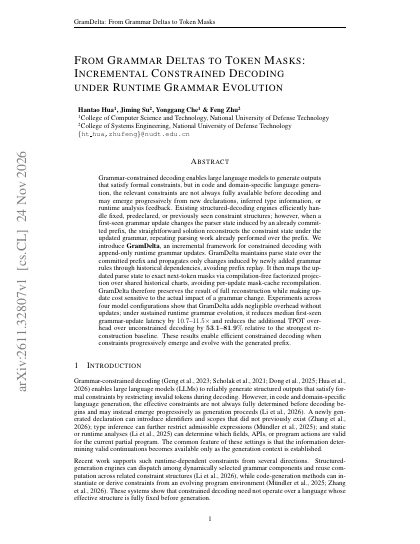 GramDelta: From Grammar Deltas to Token Masks
FROM GRAMMAR DELTAS TO TOKEN MASKS:
INCREMENTAL CONSTRAINED DECODING
UNDER RUNTIME GRAMMAR EVOLUTION
Hantao Hua¹, Jiming Su², Yonggang Che¹ & Feng Zhu²
¹College of Computer Science and Technology, National University of Defense Technology
²College of Systems Engineering, National University of Defense Technology
{ht_hua,zhufeng}@nudt.edu.cn
ABSTRACT
Grammar-constrained decoding enables large language models to generate outputs
that satisfy formal constraints, but in code and domain-specific language genera-
tion, the relevant constraints are not always fully available before decoding and
may emerge progressively from new declarations, inferred type information, or
runtime analysis feedback. Existing structured-decoding engines efficiently han-
dle fixed, predeclared, or previously seen constraint structures; however, when a
first-seen grammar update changes the parser state induced by an already commit-
ted prefix, the straightforward solution reconstructs the constraint state under the
updated grammar, repeating parsing work already performed over the prefix. We
introduce GramDelta, an incremental framework for constrained decoding with
append-only runtime grammar updates. GramDelta maintains parse state over the
committed prefix and propagates only changes induced by newly added grammar
rules through historical dependencies, avoiding prefix replay. It then maps the up-
dated parse state to exact next-token masks via compilation-free factorized projec-
tion over shared historical charts, avoiding per-update mask-cache recompilation.
GramDelta therefore preserves the result of full reconstruction while making up-
date cost sensitive to the actual impact of a grammar change. Experiments across
four model configurations show that GramDelta adds negligible overhead without
updates; under sustained runtime grammar evolution, it reduces median first-seen
grammar-update latency by 10.7–11.5× and reduces the additional TPOT over-
head over unconstrained decoding by 53.1–81.9% relative to the strongest re-
construction baseline. These results enable efficient constrained decoding when
constraints progressively emerge and evolve with the generated prefix.
1 INTRODUCTION
Grammar-constrained decoding (Geng et al., 2023; Scholak et al., 2021; Dong et al., 2025; Hua et al.,
2026) enables large language models (LLMs) to reliably generate structured outputs that satisfy for-
mal constraints by restricting invalid tokens during decoding. However, in code and domain-specific
language generation, the effective constraints are not always fully determined before decoding be-
gins and may instead emerge progressively as generation proceeds (Li et al., 2026). A newly gen-
erated declaration can introduce identifiers and scopes that did not previously exist (Zhang et al.,
2026); type inference can further restrict admissible expressions (Mündler et al., 2025); and static
or runtime analyses (Li et al., 2025) can determine which fields, APIs, or program actions are valid
for the current partial program. The common feature of these settings is that the information deter-
mining valid continuations becomes available only as the generation context is established.
Recent work supports such runtime-dependent constraints from several directions. Structured-
generation engines can dispatch among dynamically selected grammar components and reuse com-
putation across related constraint structures (Li et al., 2026), while code-generation methods can in-
stantiate or derive constraints from an evolving program environment (Mündler et al., 2025; Zhang
et al., 2026). These systems show that constrained decoding need not operate over a language whose
effective structure is fully fixed before generation.
1
arXiv:2611.32807v1 [cs.CL] 24 Nov 2026